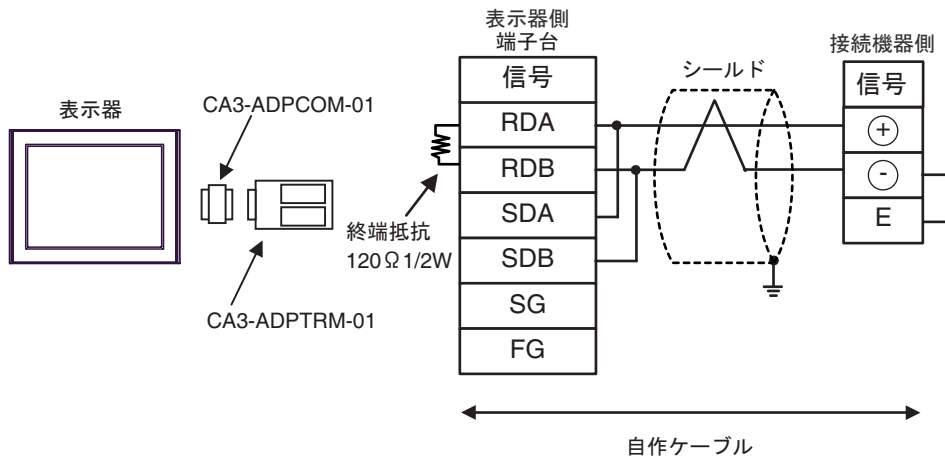 表示器
CA3-ADPCOM-01
CA3-ADPTRM-01
終端抵抗
120Ω1/2W
表示器側
端子台
信号
RDA
RDB
SDA
SDB
SG
FG
シールド
接続機器側
信号
+
-
E
自作ケーブル